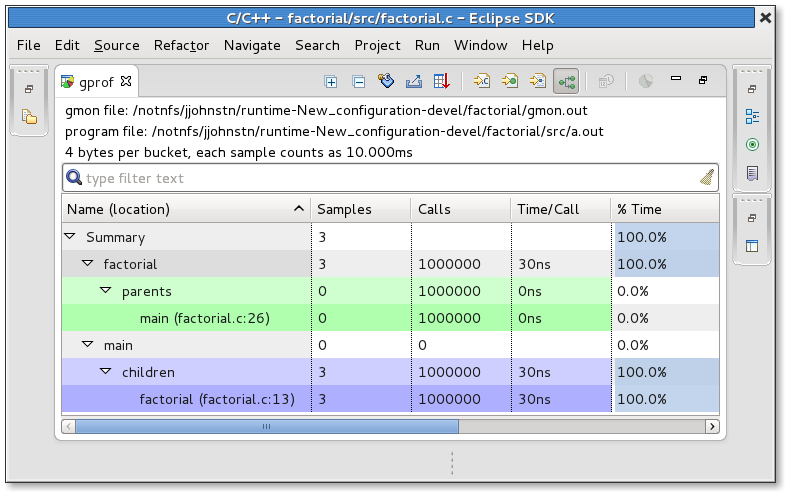 C/C++ - factorial/src/factorial.c - Eclipse SDK
File Edit Source Refactor Navigate Search Project Run Window Help
gprof
gmon file: /notnfs/jjohnstn/runtime-New_configuration-devel/factorial/gmon.out
program file: /notnfs/jjohnstn/runtime-New_configuration-devel/factorial/src/a.out
4 bytes per bucket, each sample counts as 10.000ms
type filter text
Name (location) Samples Calls Time/Call % Time
Summary 3 100.0%
factorial 3 1000000 30ns 100.0%
parents 0 1000000 0ns 0.0%
main (factorial.c:26) 0 1000000 0ns 0.0%
main 0 0 0.0%
children 3 1000000 30ns 100.0%
factorial (factorial.c:13) 3 1000000 30ns 100.0%